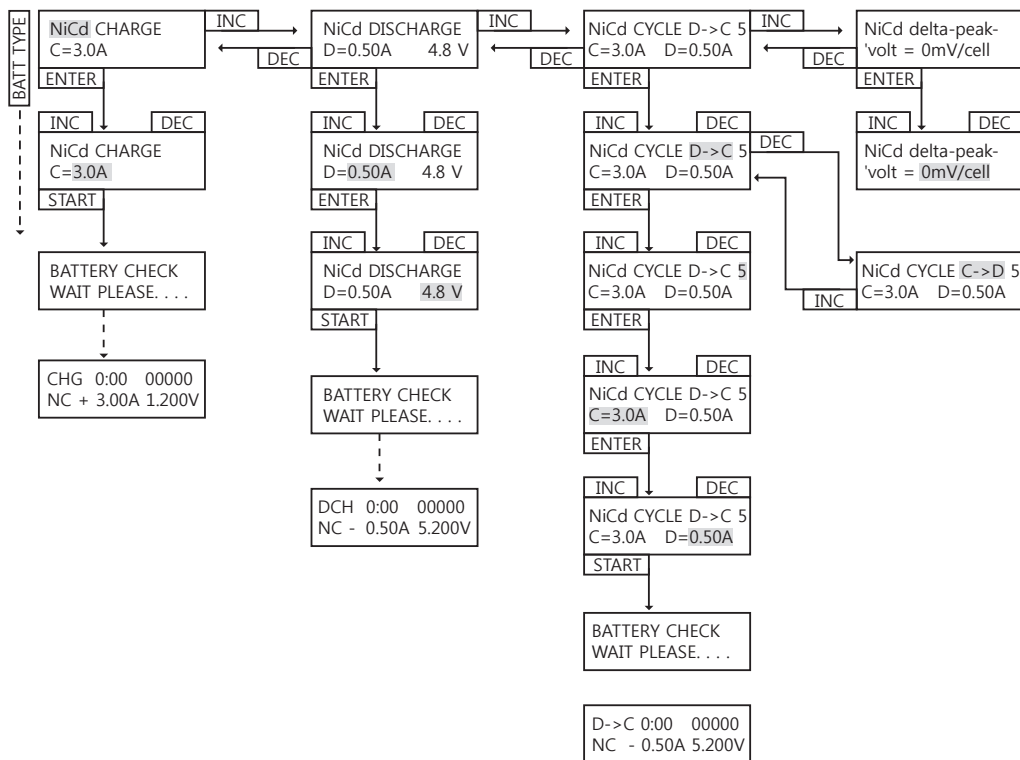 BATT TYPE
NiCd CHARGE
C=3.0A
INC
DEC
NiCd DISCHARGE
D=0.50A 4.8 V
INC
DEC
NiCd CYCLE D->C 5
C=3.0A D=0.50A
INC
DEC
NiCd delta-peak-
'volt = 0mV/cell
ENTER
ENTER
ENTER
ENTER
INC DEC
NiCd CHARGE
C=3.0A
START
INC DEC
NiCd DISCHARGE
D=0.50A 4.8 V
ENTER
DEC
NiCd CYCLE D->C 5
C=3.0A D=0.50A
ENTER
DEC
INC DEC
NiCd delta-peak-
'volt = 0mV/cell
BATTERY CHECK
WAIT PLEASE. . . .
INC DEC
NiCd DISCHARGE
D=0.50A 4.8 V
START
INC DEC
NiCd CYCLE D->C 5
C=3.0A D=0.50A
ENTER
NiCd CYCLE C->D 5
C=3.0A D=0.50A
INC
CHG 0:00 00000
NC + 3.00A 1.200V
BATTERY CHECK
WAIT PLEASE. . . .
INC DEC
NiCd CYCLE D->C 5
C=3.0A D=0.50A
ENTER
DCH 0:00 00000
NC - 0.50A 5.200V
INC DEC
NiCd CYCLE D->C 5
C=3.0A D=0.50A
START
BATTERY CHECK
WAIT PLEASE. . . .
D->C 0:00 00000
NC - 0.50A 5.200V